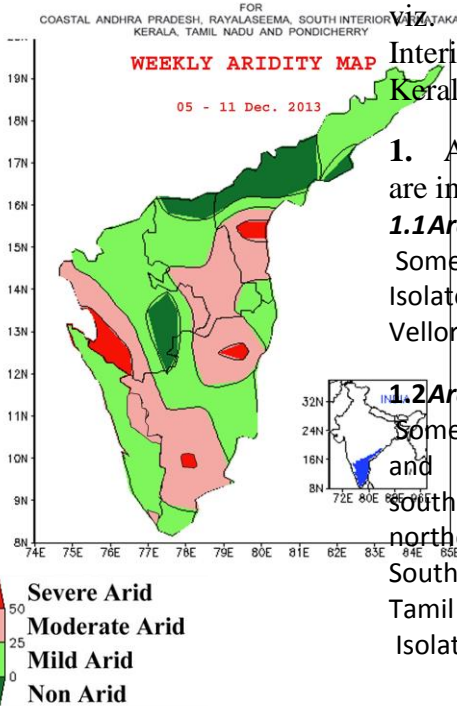 FOR
COASTAL ANDHRA PRADESH, RAYALASEEMA, SOUTH INTERIOR KARNATAKA
KERALA, TAMIL NADU AND PONDICHERRY
WEEKLY ARIDITY MAP
05 - 11 Dec. 2013
19N
18N
17N
16N
15N
14N
13N
12N
11N
10N
9N
8N
74E 75E 76E 77E 78E 79E 80E 81E 82E 83E 84E 85E
INDIA
32N
24N
16N
8N
72E 80E
50
25
0
Severe Arid
Moderate Arid
Mild Arid
Non Arid
viz.
Interi
Keral
1. A
are in
1.1Ar
Some
Isolate
Vellor
1.2Ar
Some
and
south
northe
South
Tamil
Isolat